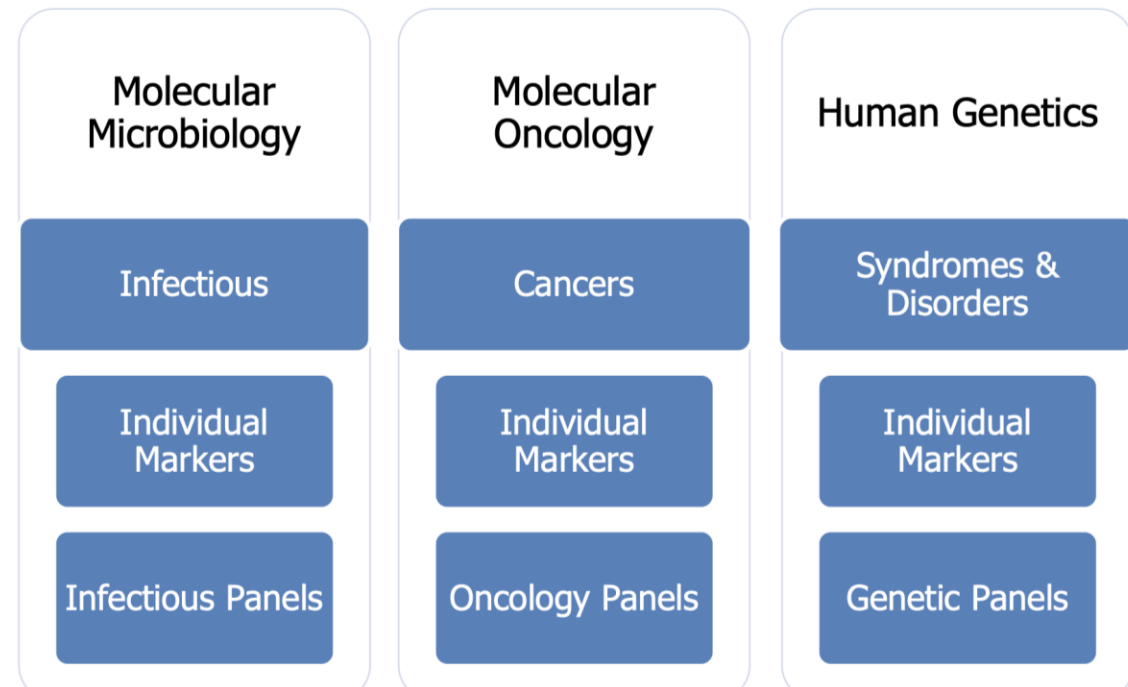 Molecular
Microbiology
Infectious
Individual
Markers
Infectious Panels
Molecular
Oncology
Cancers
Individual
Markers
Oncology Panels
Human Genetics
Syndromes &
Disorders
Individual
Markers
Genetic Panels